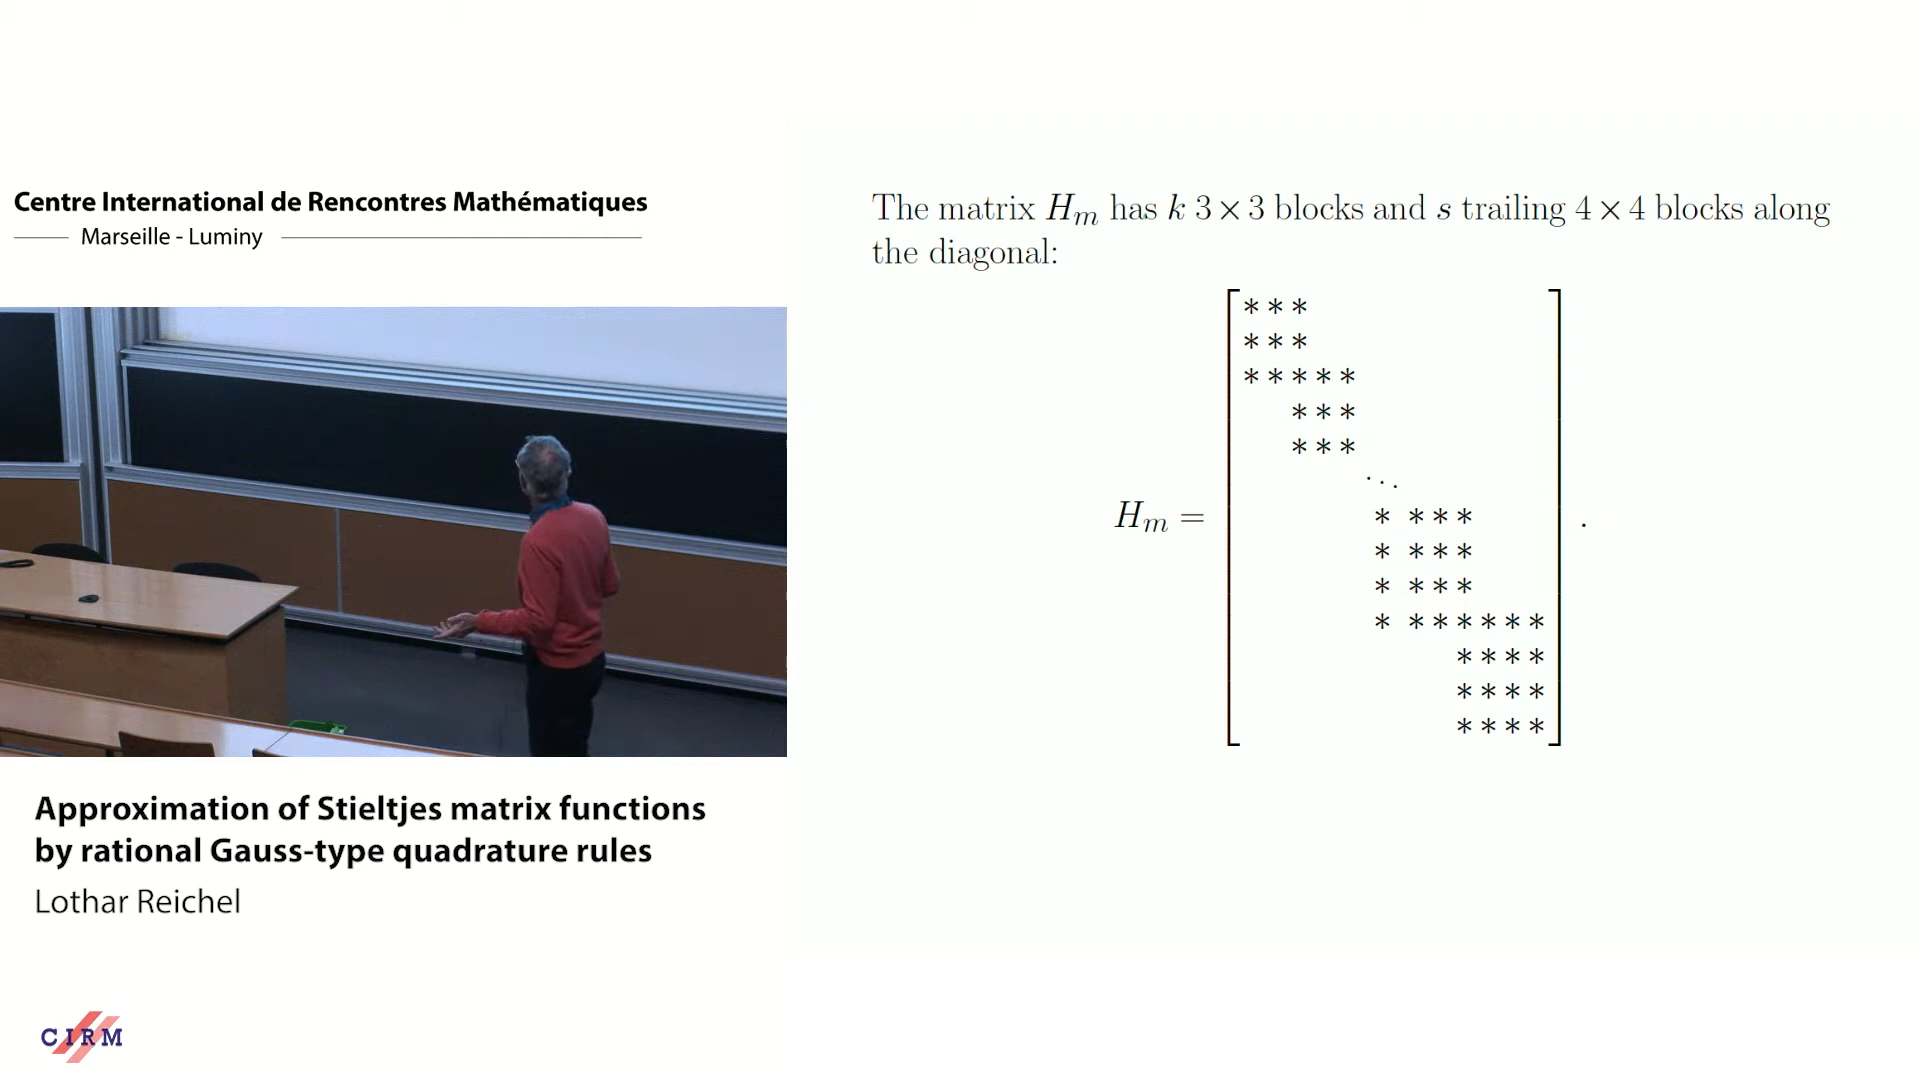 Centre International de Rencontres Mathématiques
Marseille - Luminy
The matrix H_m has k 3 × 3 blocks and s trailing 4 × 4 blocks along
the diagonal:
* * *
* * *
* * * * *
* * *
* * *
⋱
* * * *
H_m = .
* * * *
* * * *
* * * * * * *
* * * *
* * * *
* * * *
Approximation of Stieltjes matrix functions
by rational Gauss-type quadrature rules
Lothar Reichel
CIRM